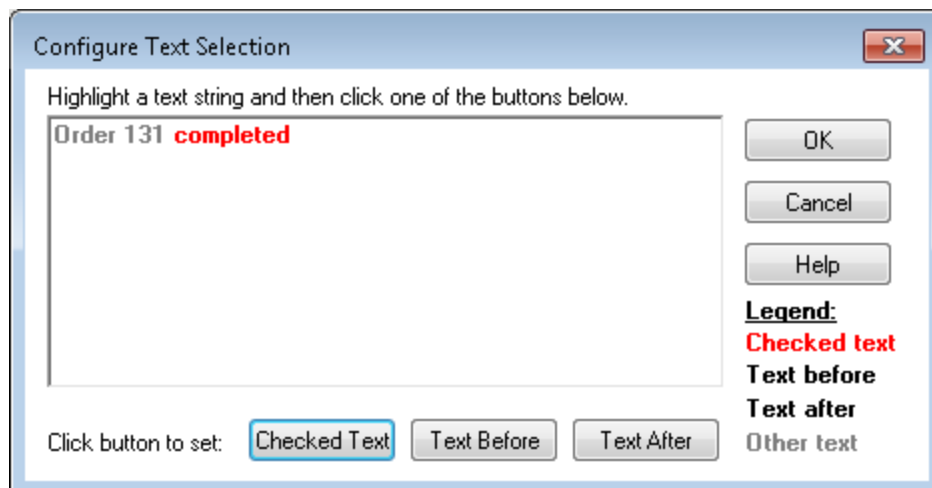 Configure Text Selection
Highlight a text string and then click one of the buttons below.
Order 131 completed
OK
Cancel
Help
Legend:
Checked text
Text before
Text after
Other text
Click button to set: Checked Text Text Before Text After